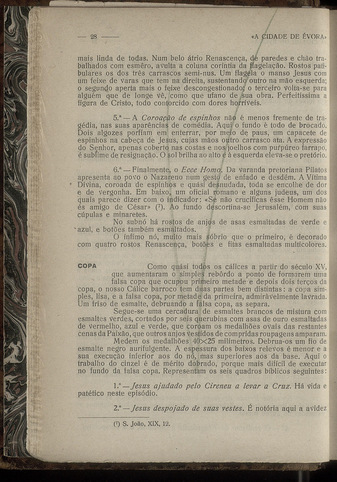 — 28 —
«A CIDADE DE ÉVORA»
mais linda de todas. Num belo átrio Renascença, de paredes e chão tra-
balhados com esmêro, avulta a coluna coríntia da flagelação. Rostos pati-
bulares os dos três carrascos semi-nus. Um flagela o manso Jesus com
um feixe de varas que tem na direita, sustentando outro na mão esquerda;
o segundo aperta mais o feixe descongestionado; o terceiro volta-se para
alguém que de longe vê, como que ufano de sua obra. Perfeitíssima a
figura de Cristo, todo contorcido com dores horríveis.
5.º — A Coroação de espinhos não é menos fremente de tra-
gédia, nas suas aparências de comédia. Aqui o fundo é todo de brocado.
Dois algozes porfiam em enterrar, por meio de paus, um capacete de
espinhos na cabeça de Jesus, cujas mãos outro carrasco ata. A expressão
do Senhor, apenas coberto nas costas e nos joelhos com purpúreo farrapo,
é sublime de resignação. O sol brilha ao alto e à esquerda eleva-se o pretório.
6.º — Finalmente, o Ecce Homo. Da varanda pretoriana Pilatos
apresenta ao povo o Nazareno num gesto de enfado e desdém. A Vítima
Divina, coroada de espinhos e quási desnudada, toda se encolhe de dor
e de vergonha. Em baixo, um oficial romano e alguns judeus, um dos
quais parece dizer com o indicador: «Se não crucificas êsse Homem não
és amigo de César» (¹). Ao fundo descortina-se Jerusalém, com suas
cúpulas e minaretes.
No subnó há rostos de anjos de asas esmaltadas de verde e
azul, e botões também esmaltados.
O ínfimo nó, muito mais sóbrio que o primeiro, é decorado
com quatro rostos Renascença, botões e fitas esmaltadas multicolores.
COPA
Como quási todos os cálices a partir do século XV,
que aumentaram o simples rebôrdo a ponto de formarem uma
falsa copa que ocupa o primeiro metade e depois dois terços da
copa, o nosso Cálice barroco tem duas partes bem distintas: a copa sim-
ples, lisa, e a falsa copa, por metade da primeira, admiràvelmente lavrada.
Um friso de esmalte, debruando a falsa copa, as separa.
Segue-se uma cercadura de esmaltes brancos de mistura com
esmaltes verdes, cortados por seis querubins com asas de ouro esmaltadas
de vermelho, azul e verde, que coroam os medalhões ovais das restantes
cenas da Paixão, que outros anjos vestidos de compridas roupagens amparam.
Medem os medalhões 40×25 milímetros. Debrua-os um fio de
esmalte negro aurifulgente. A espessura dos baixos relevos é menor e a
sua execução inferior aos do nó, mas superiores aos da base. Aqui o
trabalho do cinzel é de mérito dobrado, porque mais difícil de executar
no fundo da falsa copa. Representam os seis quadros bíblicos seguintes:
1.º — Jesus ajudado pelo Cireneu a levar a Cruz. Há vida e
patético neste episódio.
2.º — Jesus despojado de suas vestes. É notória aqui a avidez
(¹) S. João, XIX, 12.